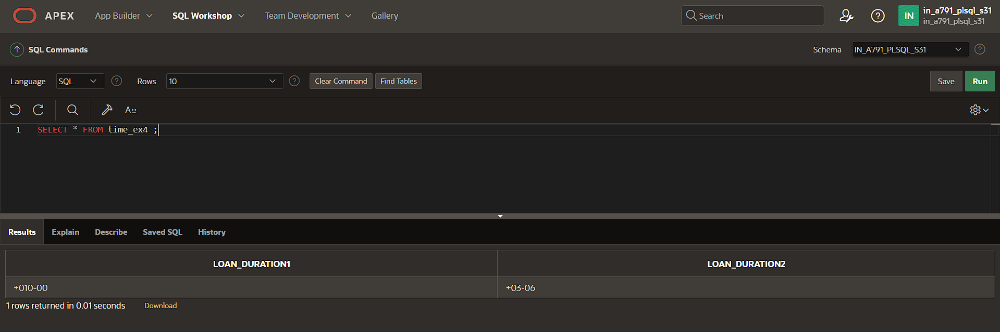 APEX App Builder SQL Workshop Team Development Gallery Search IN in_a791_plsql_s31
in_a791_plsql_s31
SQL Commands Schema IN_A791_PLSQL_S31 ?
Language SQL ? Rows 10 ? Clear Command Find Tables Save Run
A::
1 SELECT * FROM time_ex4 ;
Results Explain Describe Saved SQL History
LOAN_DURATION1 LOAN_DURATION2
+010-00 +03-06
1 rows returned in 0.01 seconds Download